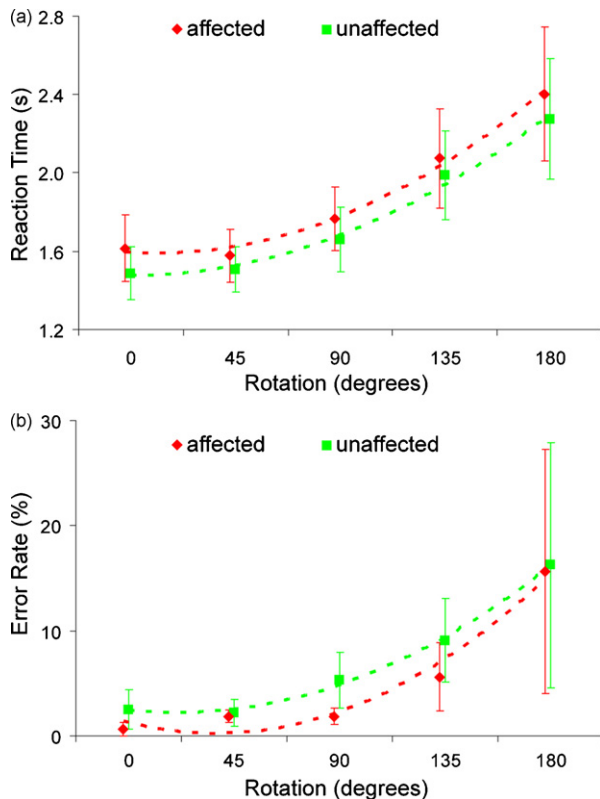 (a)
affected unaffected
2.8
2.4
2.0
1.6
1.2
Reaction Time (s)
0 45 90 135 180
Rotation (degrees)
(b)
affected unaffected
30
20
10
0
Error Rate (%)
0 45 90 135 180
Rotation (degrees)